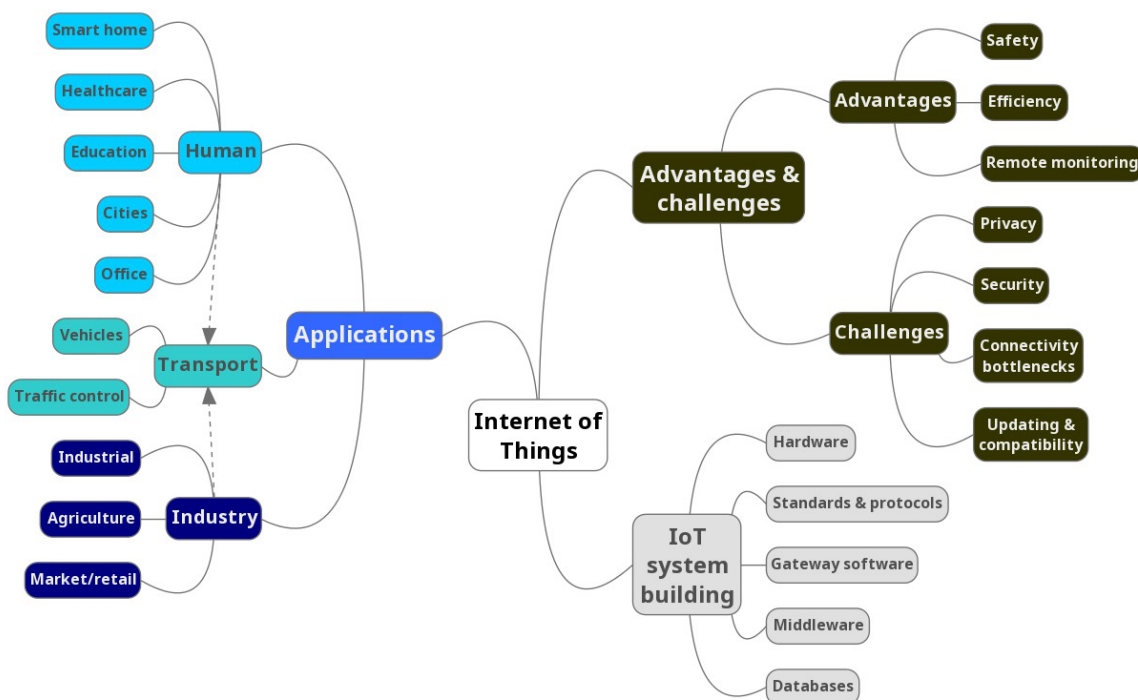 Internet of
Things
Applications
Human
Smart home
Healthcare
Education
Cities
Office
Transport
Vehicles
Traffic control
Industry
Industrial
Agriculture
Market/retail
Advantages &
challenges
Advantages
Safety
Efficiency
Remote monitoring
Challenges
Privacy
Security
Connectivity
bottlenecks
Updating &
compatibility
IoT
system
building
Hardware
Standards & protocols
Gateway software
Middleware
Databases